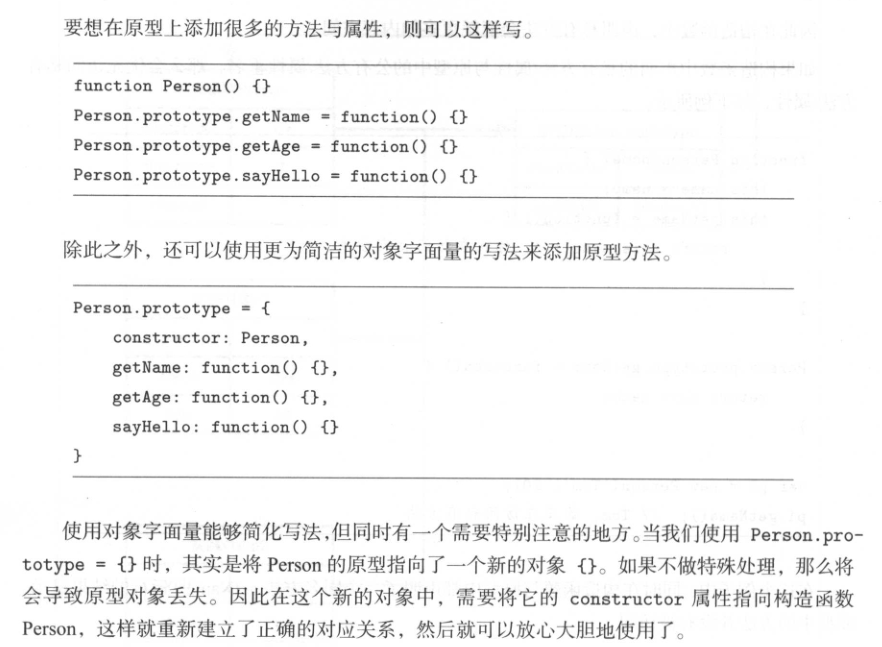 要想在原型上添加很多的方法与属性，则可以这样写。
function Person() {}
Person.prototype.getName = function() {}
Person.prototype.getAge = function() {}
Person.prototype.sayHello = function() {}
除此之外，还可以使用更为简洁的对象字面量的写法来添加原型方法。
Person.prototype = {
    constructor: Person,
    getName: function() {},
    getAge: function() {},
    sayHello: function() {}
}
使用对象字面量能够简化写法,但同时有一个需要特别注意的地方。当我们使用 Person.pro-
totype = {} 时，其实是将 Person 的原型指向了一个新的对象 {}。如果不做特殊处理，那么将
会导致原型对象丢失。因此在这个新的对象中，需要将它的 constructor 属性指向构造函数
Person，这样就重新建立了正确的对应关系，然后就可以放心大胆地使用了。